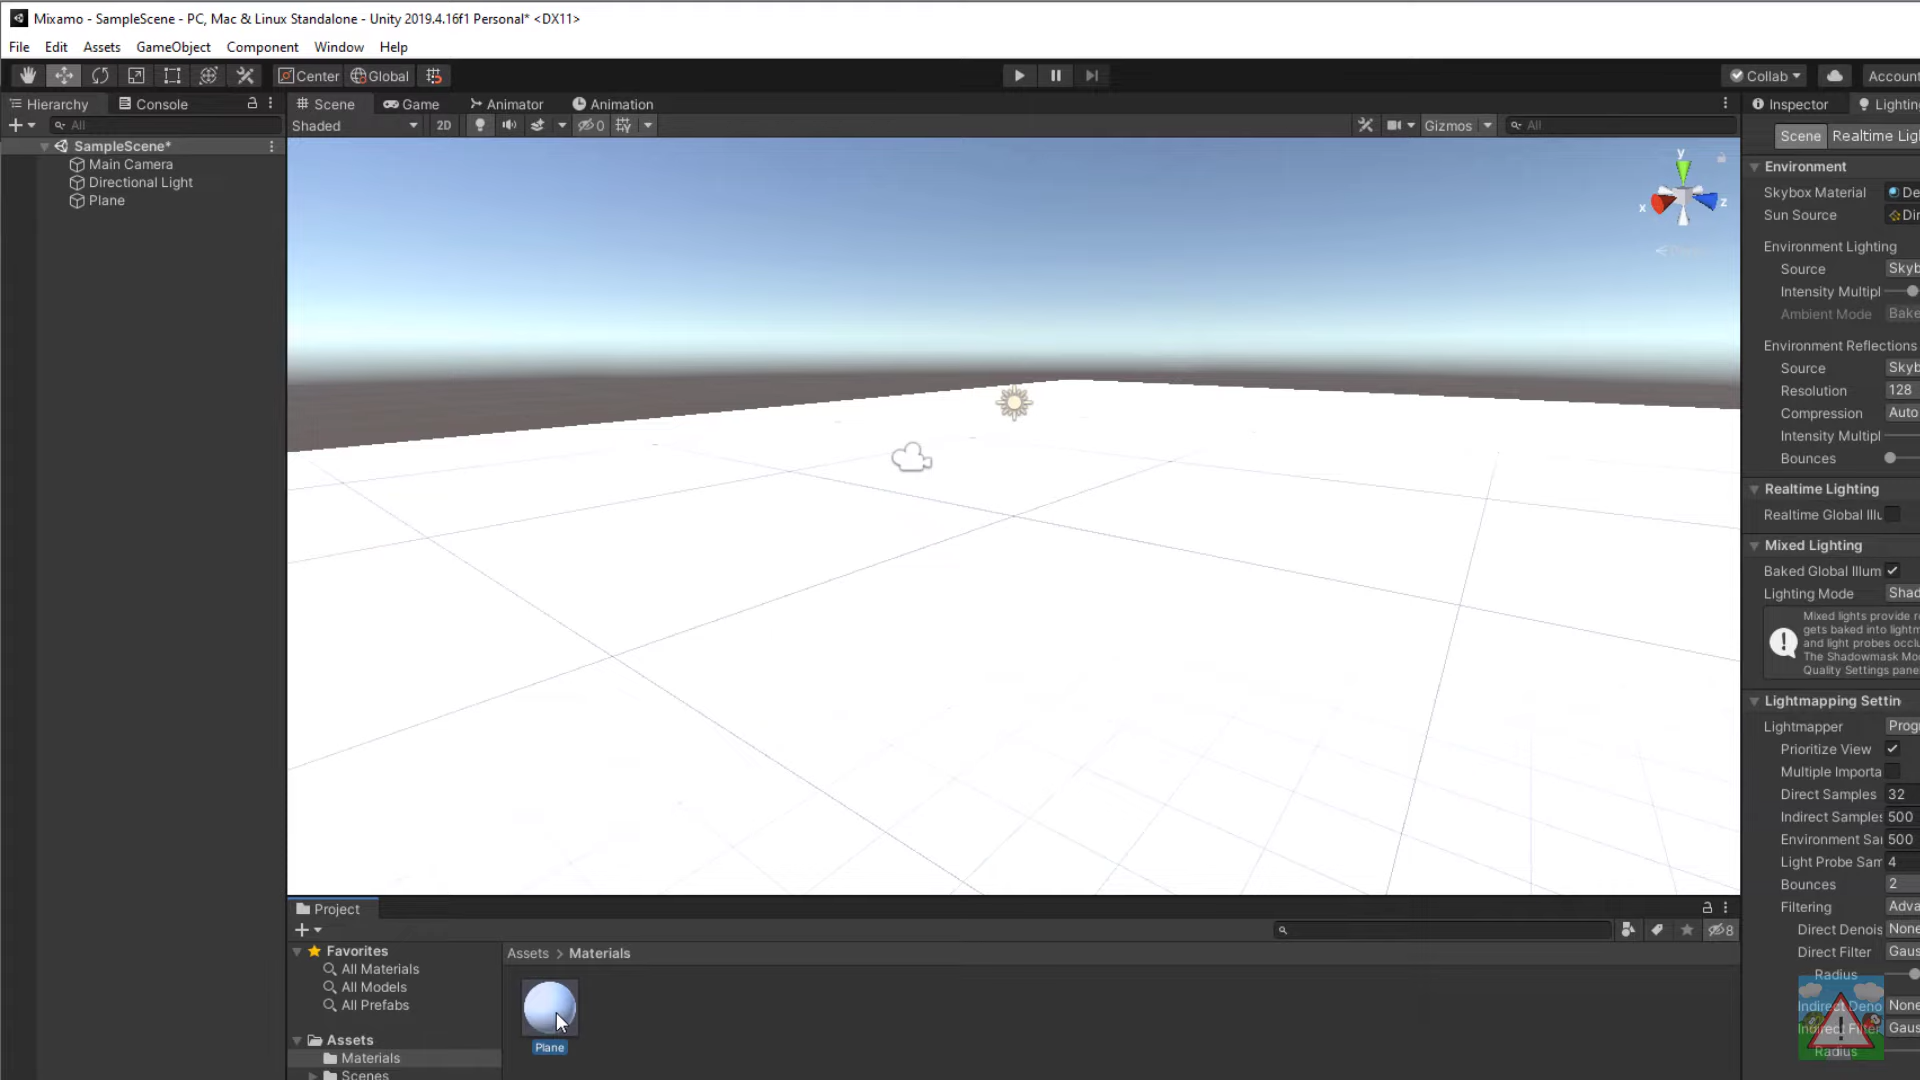 Mixamo - SampleScene - PC, Mac & Linux Standalone - Unity 2019.4.16f1 Personal* <DX11>
File Edit Assets GameObject Component Window Help
Center Global Collab Account
Hierarchy Console Scene Game Animator Animation Inspector Lighting
All Shaded 2D 0 Gizmos All
SampleScene*
Main Camera
Directional Light
Plane
y
x
z
Scene Realtime Lig
Environment
Skybox Material De
Sun Source Dir
Environment Lighting
Source Skyb
Intensity Multipl
Ambient Mode Bake
Environment Reflections
Source Skyb
Resolution 128
Compression Auto
Intensity Multipl
Bounces
Realtime Lighting
Realtime Global Illu
Mixed Lighting
Baked Global Illum
Lighting Mode Shad
Mixed lights provide r
gets baked into lightm
and light probes occlu
The Shadowmask Mo
Quality Settings pane
Lightmapping Settin
Lightmapper Progr
Prioritize View
Multiple Importa
Direct Samples 32
Indirect Samples 500
Environment Sar 500
Light Probe Sam 4
Bounces 2
Filtering Adva
Direct Denois None
Direct Filter Gaus
Radius
Indirect Deno None
Indirect Filter Gaus
Radius
Project
8
Favorites
All Materials
All Models
All Prefabs
Assets
Materials
Scenes
Assets > Materials
Plane